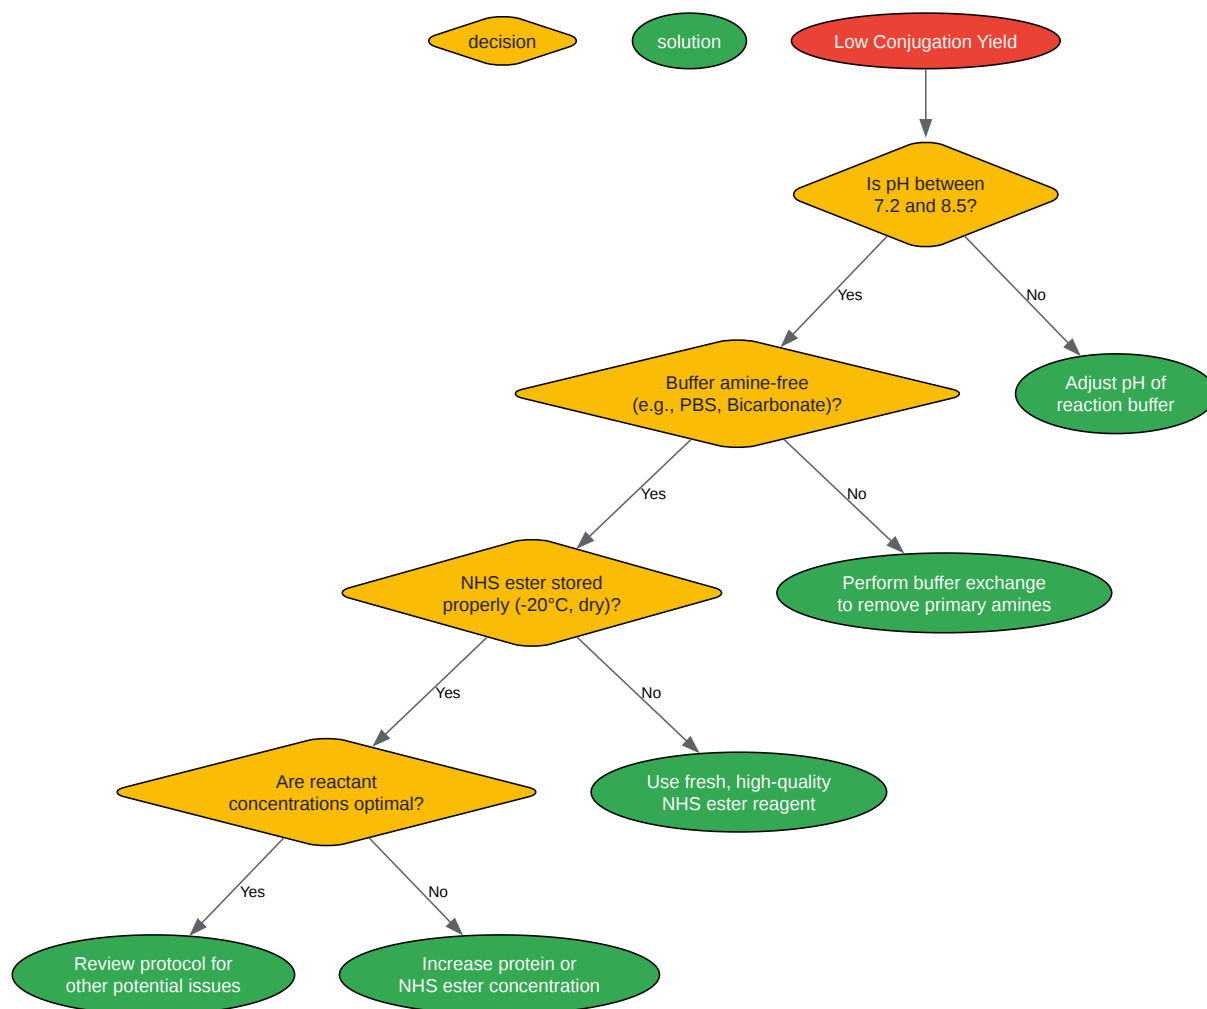 decision
solution
Low Conjugation Yield
Is pH between
7.2 and 8.5?
Yes
No
Buffer amine-free
(e.g., PBS, Bicarbonate)?
Adjust pH of
reaction buffer
Yes
No
NHS ester stored
properly (-20°C, dry)?
Perform buffer exchange
to remove primary amines
Yes
No
Are reactant
concentrations optimal?
Use fresh, high-quality
NHS ester reagent
Yes
No
Review protocol for
other potential issues
Increase protein or
NHS ester concentration